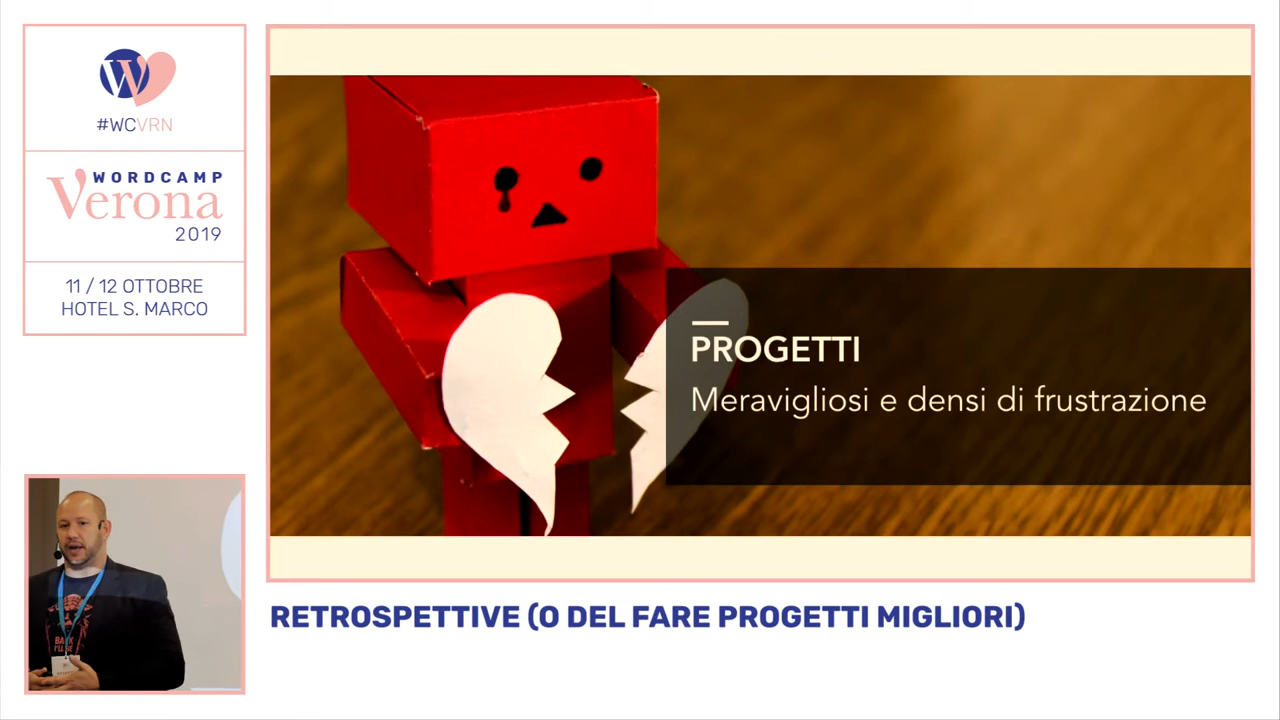 #WCVRN
WORDCAMP
Verona
2019
11 / 12 OTTOBRE
HOTEL S. MARCO
PROGETTI
Meravigliosi e densi di frustrazione
RETROSPETTIVE (O DEL FARE PROGETTI MIGLIORI)